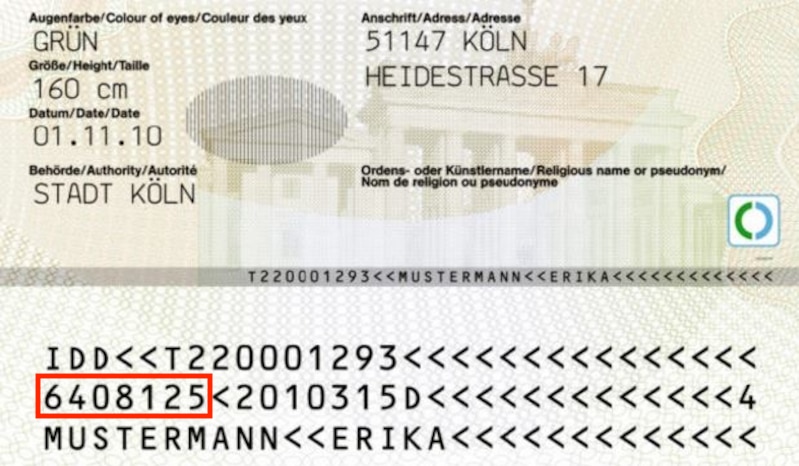 Augenfarbe/Colour of eyes/Couleur des yeux
GRÜN
Größe/Height/Taille
160 cm
Datum/Date/Date
01.11.10
Behörde/Authority/Autorité
STADT KÖLN
Anschrift/Adress/Adresse
51147 KÖLN
HEIDESTRASSE 17
Ordens- oder Künstlername/Religious name or pseudonym/
Nom de religion ou pseudonyme
T220001293<<MUSTERMANN<<ERIKA<<<<<<<<<<<<<
IDD<<T220001293<<<<<<<<<<<<<<<
6408125<2010315D<<<<<<<<<<<<<4
MUSTERMANN<<ERIKA<<<<<<<<<<<<<